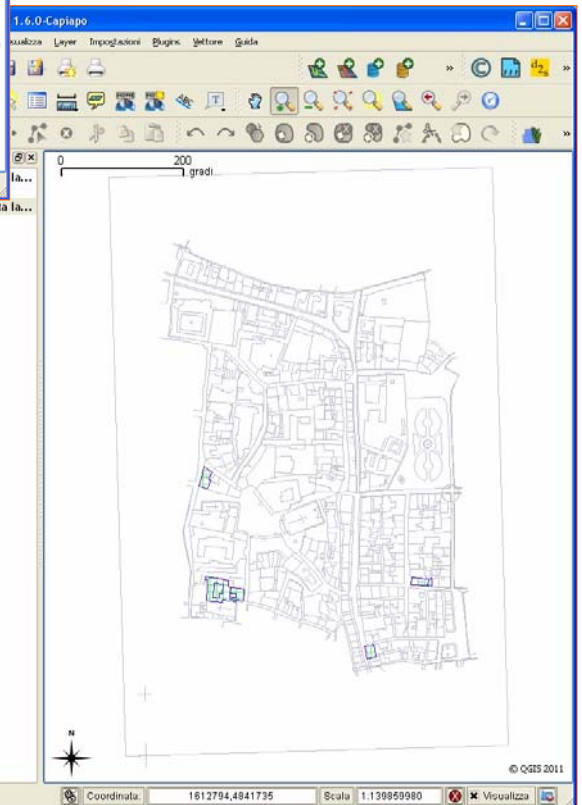 1.6.0-Capiapo
Layer Impostazioni Plugins Vettore Guida
la...
la...
0 200
gradi
N
© QGIS 2011
Coordinata: 1612794,4841735 Scala 1:139859980 Visualizza